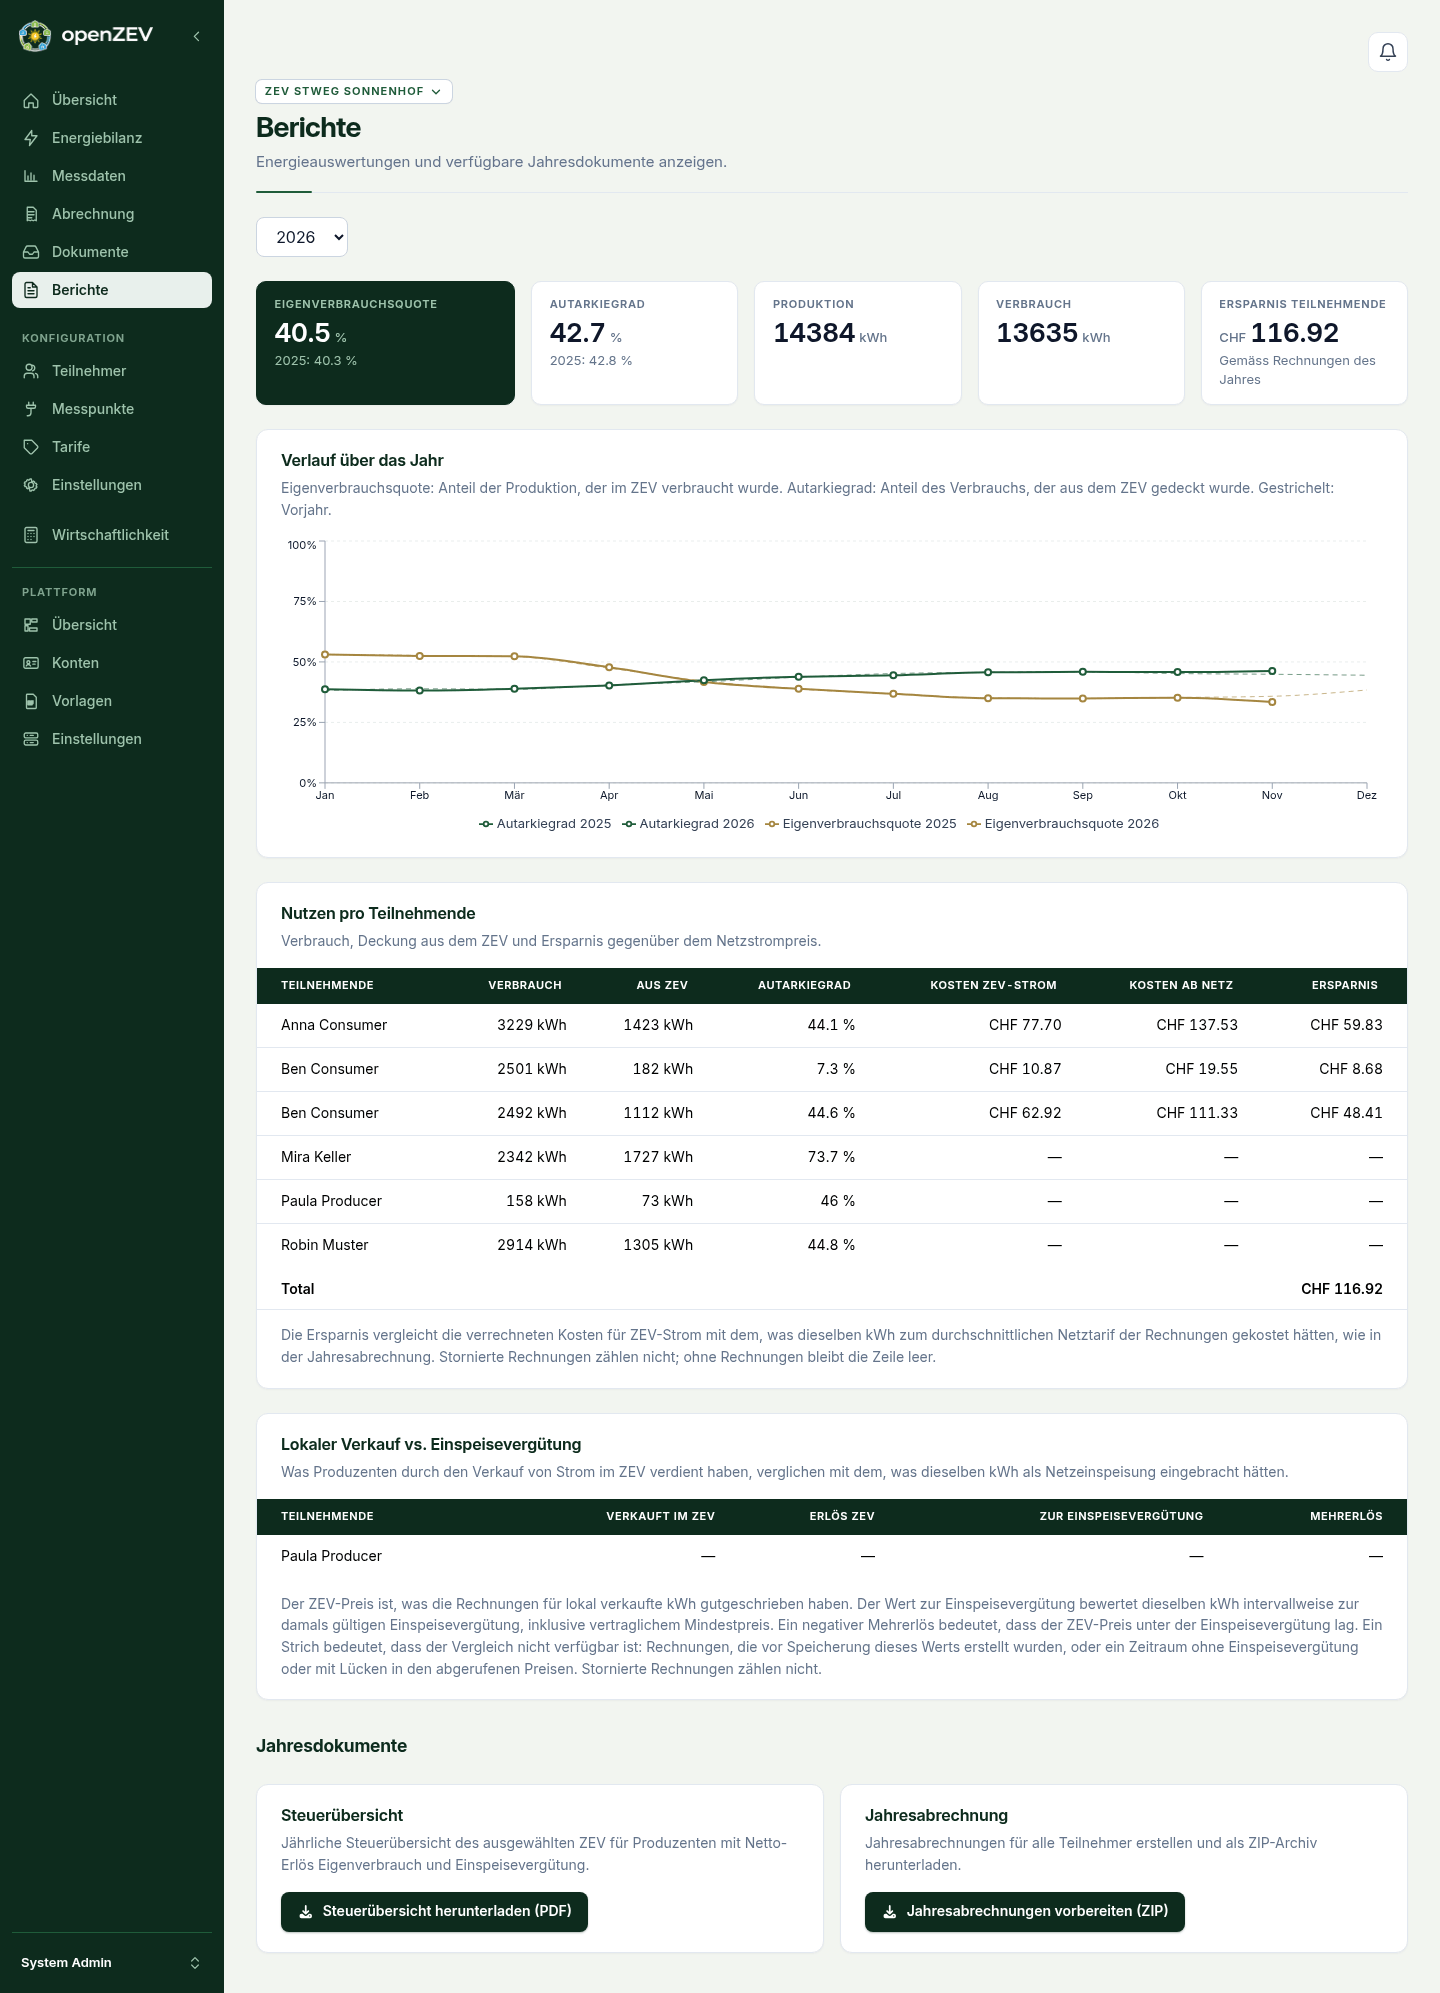 openZEV
Übersicht
Energiebilanz
Messdaten
Abrechnung
Dokumente
Berichte
KONFIGURATION
Teilnehmer
Messpunkte
Tarife
Einstellungen
Wirtschaftlichkeit
PLATTFORM
Übersicht
Konten
Vorlagen
Einstellungen
System Admin
ZEV STWEG SONNENHOF
Berichte
Energieauswertungen und verfügbare Jahresdokumente anzeigen.
2026
EIGENVERBRAUCHSQUOTE
40.5 %
2025: 40.3 %
AUTARKIEGRAD
42.7 %
2025: 42.8 %
PRODUKTION
14384 kWh
VERBRAUCH
13635 kWh
ERSPARNIS TEILNEHMENDE
CHF 116.92
Gemäss Rechnungen des
Jahres
Verlauf über das Jahr
Eigenverbrauchsquote: Anteil der Produktion, der im ZEV verbraucht wurde. Autarkiegrad: Anteil des Verbrauchs, der aus dem ZEV gedeckt wurde. Gestrichelt:
Vorjahr.
100%
75%
50%
25%
0%
Jan Feb Mär Apr Mai Jun Jul Aug Sep Okt Nov Dez
Autarkiegrad 2025 Autarkiegrad 2026 Eigenverbrauchsquote 2025 Eigenverbrauchsquote 2026
Nutzen pro Teilnehmende
Verbrauch, Deckung aus dem ZEV und Ersparnis gegenüber dem Netzstrompreis.
TEILNEHMENDE VERBRAUCH AUS ZEV AUTARKIEGRAD KOSTEN ZEV-STROM KOSTEN AB NETZ ERSPARNIS
Anna Consumer 3229 kWh 1423 kWh 44.1 % CHF 77.70 CHF 137.53 CHF 59.83
Ben Consumer 2501 kWh 182 kWh 7.3 % CHF 10.87 CHF 19.55 CHF 8.68
Ben Consumer 2492 kWh 1112 kWh 44.6 % CHF 62.92 CHF 111.33 CHF 48.41
Mira Keller 2342 kWh 1727 kWh 73.7 % — — —
Paula Producer 158 kWh 73 kWh 46 % — — —
Robin Muster 2914 kWh 1305 kWh 44.8 % — — —
Total CHF 116.92
Die Ersparnis vergleicht die verrechneten Kosten für ZEV-Strom mit dem, was dieselben kWh zum durchschnittlichen Netztarif der Rechnungen gekostet hätten, wie in
der Jahresabrechnung. Stornierte Rechnungen zählen nicht; ohne Rechnungen bleibt die Zeile leer.
Lokaler Verkauf vs. Einspeisevergütung
Was Produzenten durch den Verkauf von Strom im ZEV verdient haben, verglichen mit dem, was dieselben kWh als Netzeinspeisung eingebracht hätten.
TEILNEHMENDE VERKAUFT IM ZEV ERLÖS ZEV ZUR EINSPEISEVERGÜTUNG MEHRERLÖS
Paula Producer — — — —
Der ZEV-Preis ist, was die Rechnungen für lokal verkaufte kWh gutgeschrieben haben. Der Wert zur Einspeisevergütung bewertet dieselben kWh intervallweise zur
damals gültigen Einspeisevergütung, inklusive vertraglichem Mindestpreis. Ein negativer Mehrerlös bedeutet, dass der ZEV-Preis unter der Einspeisevergütung lag. Ein
Strich bedeutet, dass der Vergleich nicht verfügbar ist: Rechnungen, die vor Speicherung dieses Werts erstellt wurden, oder ein Zeitraum ohne Einspeisevergütung
oder mit Lücken in den abgerufenen Preisen. Stornierte Rechnungen zählen nicht.
Jahresdokumente
Steuerübersicht
Jährliche Steuerübersicht des ausgewählten ZEV für Produzenten mit Netto-
Erlös Eigenverbrauch und Einspeisevergütung.
Steuerübersicht herunterladen (PDF)
Jahresabrechnung
Jahresabrechnungen für alle Teilnehmer erstellen und als ZIP-Archiv
herunterladen.
Jahresabrechnungen vorbereiten (ZIP)